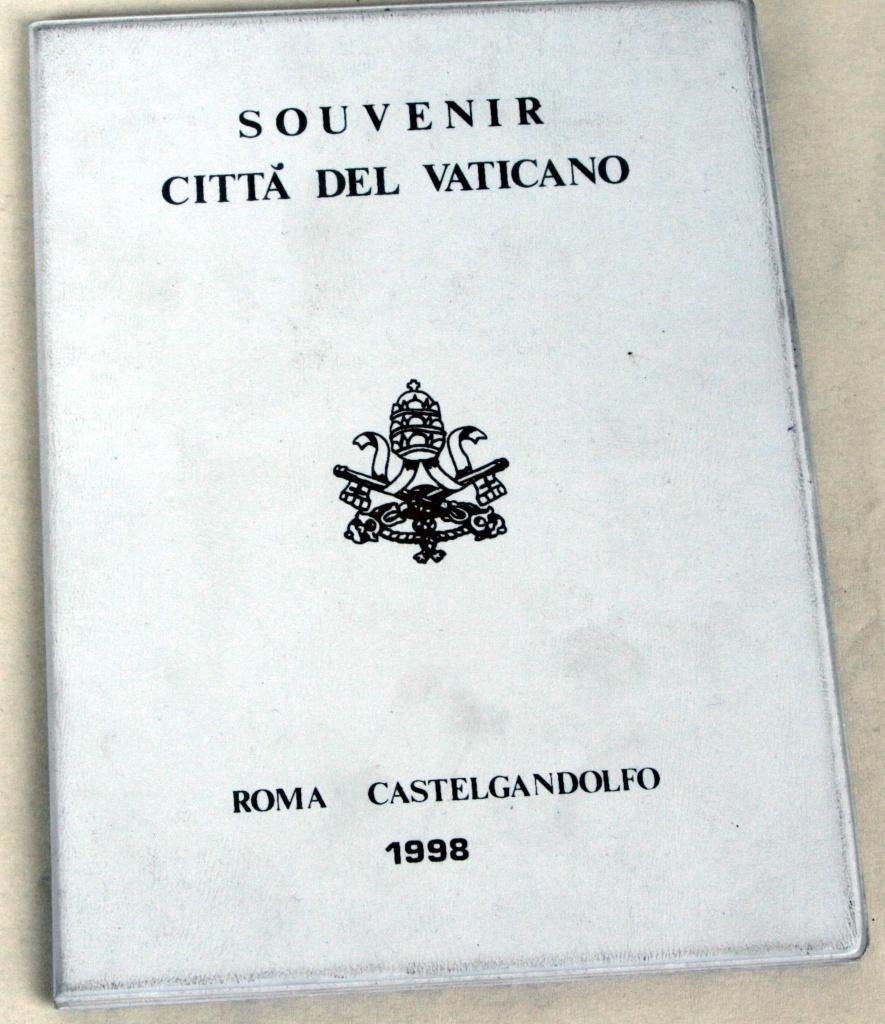 SOUVENIR
CITTÀ DEL VATICANO
ROMA CASTELGANDOLFO
1998